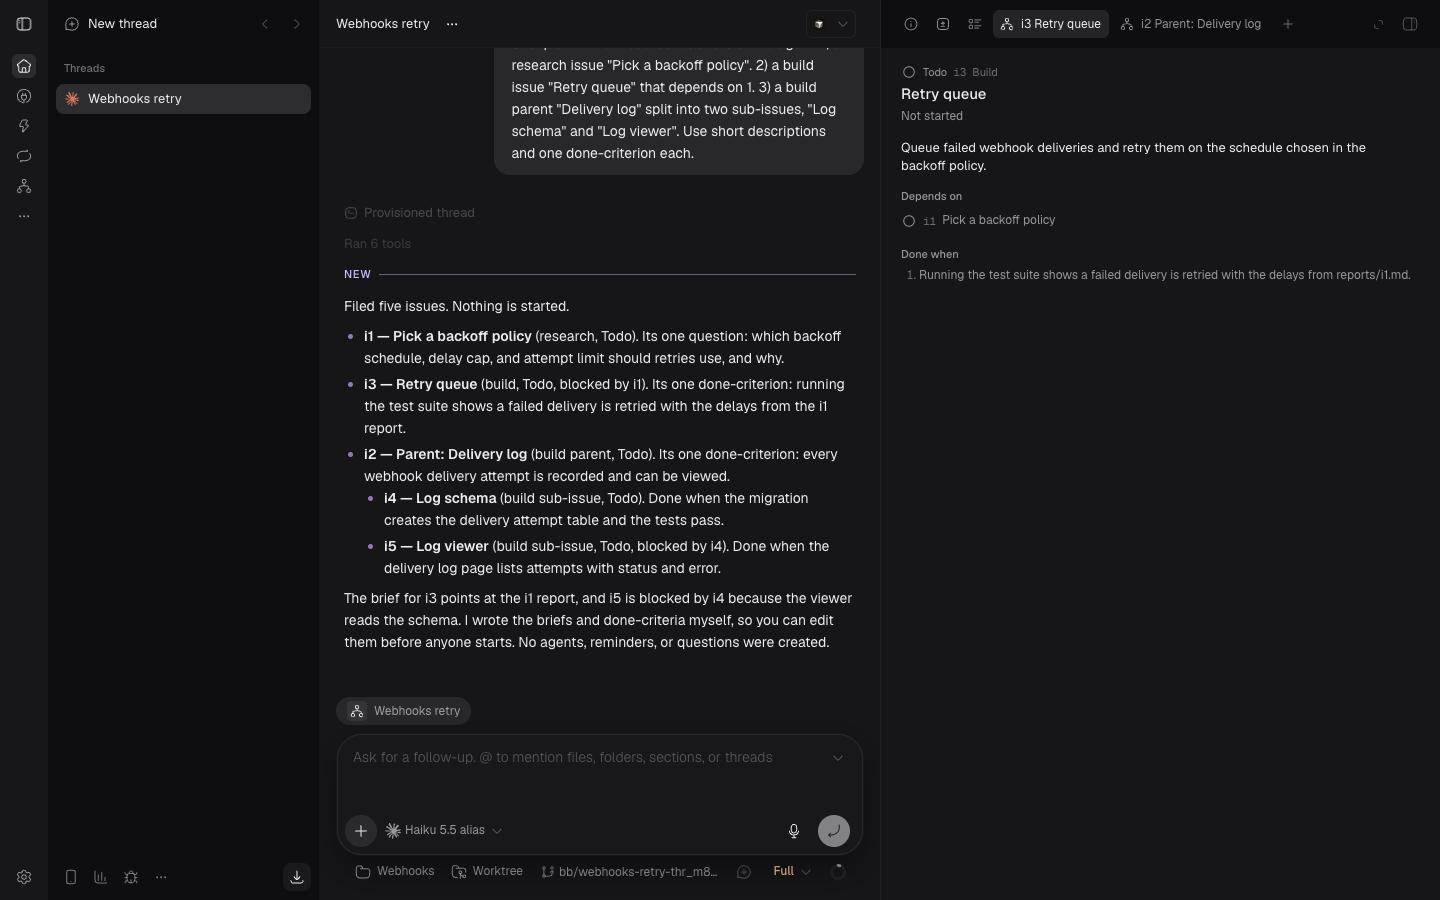 New thread
Threads
Webhooks retry
Webhooks retry
research issue "Pick a backoff policy". 2) a build
issue "Retry queue" that depends on 1. 3) a build
parent "Delivery log" split into two sub-issues, "Log
schema" and "Log viewer". Use short descriptions
and one done-criterion each.
Provisioned thread
Ran 6 tools
NEW
Filed five issues. Nothing is started.
i1 — Pick a backoff policy (research, Todo). Its one question: which backoff
schedule, delay cap, and attempt limit should retries use, and why.
i3 — Retry queue (build, Todo, blocked by i1). Its one done-criterion: running
the test suite shows a failed delivery is retried with the delays from the i1
report.
i2 — Parent: Delivery log (build parent, Todo). Its one done-criterion: every
webhook delivery attempt is recorded and can be viewed.
i4 — Log schema (build sub-issue, Todo). Done when the migration
creates the delivery attempt table and the tests pass.
i5 — Log viewer (build sub-issue, Todo, blocked by i4). Done when the
delivery log page lists attempts with status and error.
The brief for i3 points at the i1 report, and i5 is blocked by i4 because the viewer
reads the schema. I wrote the briefs and done-criteria myself, so you can edit
them before anyone starts. No agents, reminders, or questions were created.
Webhooks retry
Ask for a follow-up. @ to mention files, folders, sections, or threads
Haiku 5.5 alias
Webhooks
Worktree
bb/webhooks-retry-thr_m8...
Full
i3 Retry queue
i2 Parent: Delivery log
Todo i3 Build
Retry queue
Not started
Queue failed webhook deliveries and retry them on the schedule chosen in the
backoff policy.
Depends on
i1 Pick a backoff policy
Done when
1. Running the test suite shows a failed delivery is retried with the delays from reports/i1.md.